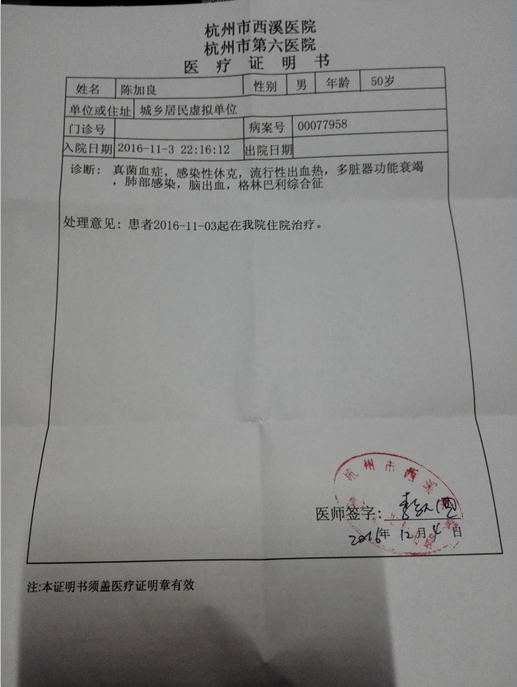 杭州市西溪医院
杭州市第六医院
医疗证明书
姓名 陈加良 性别 男 年龄 50岁
单位或住址 城乡居民虚拟单位
门诊号 病案号 00077958
入院日期 2016-11-3 22:16:12 出院日期
诊断: 真菌血症, 感染性休克, 流行性出血热, 多脏器功能衰竭
, 肺部感染, 脑出血, 格林巴利综合征
处理意见: 患者2016-11-03起在我院住院治疗。
杭州市西溪
医师签字:
2016年12月4日
注:本证明书须盖医疗证明章有效